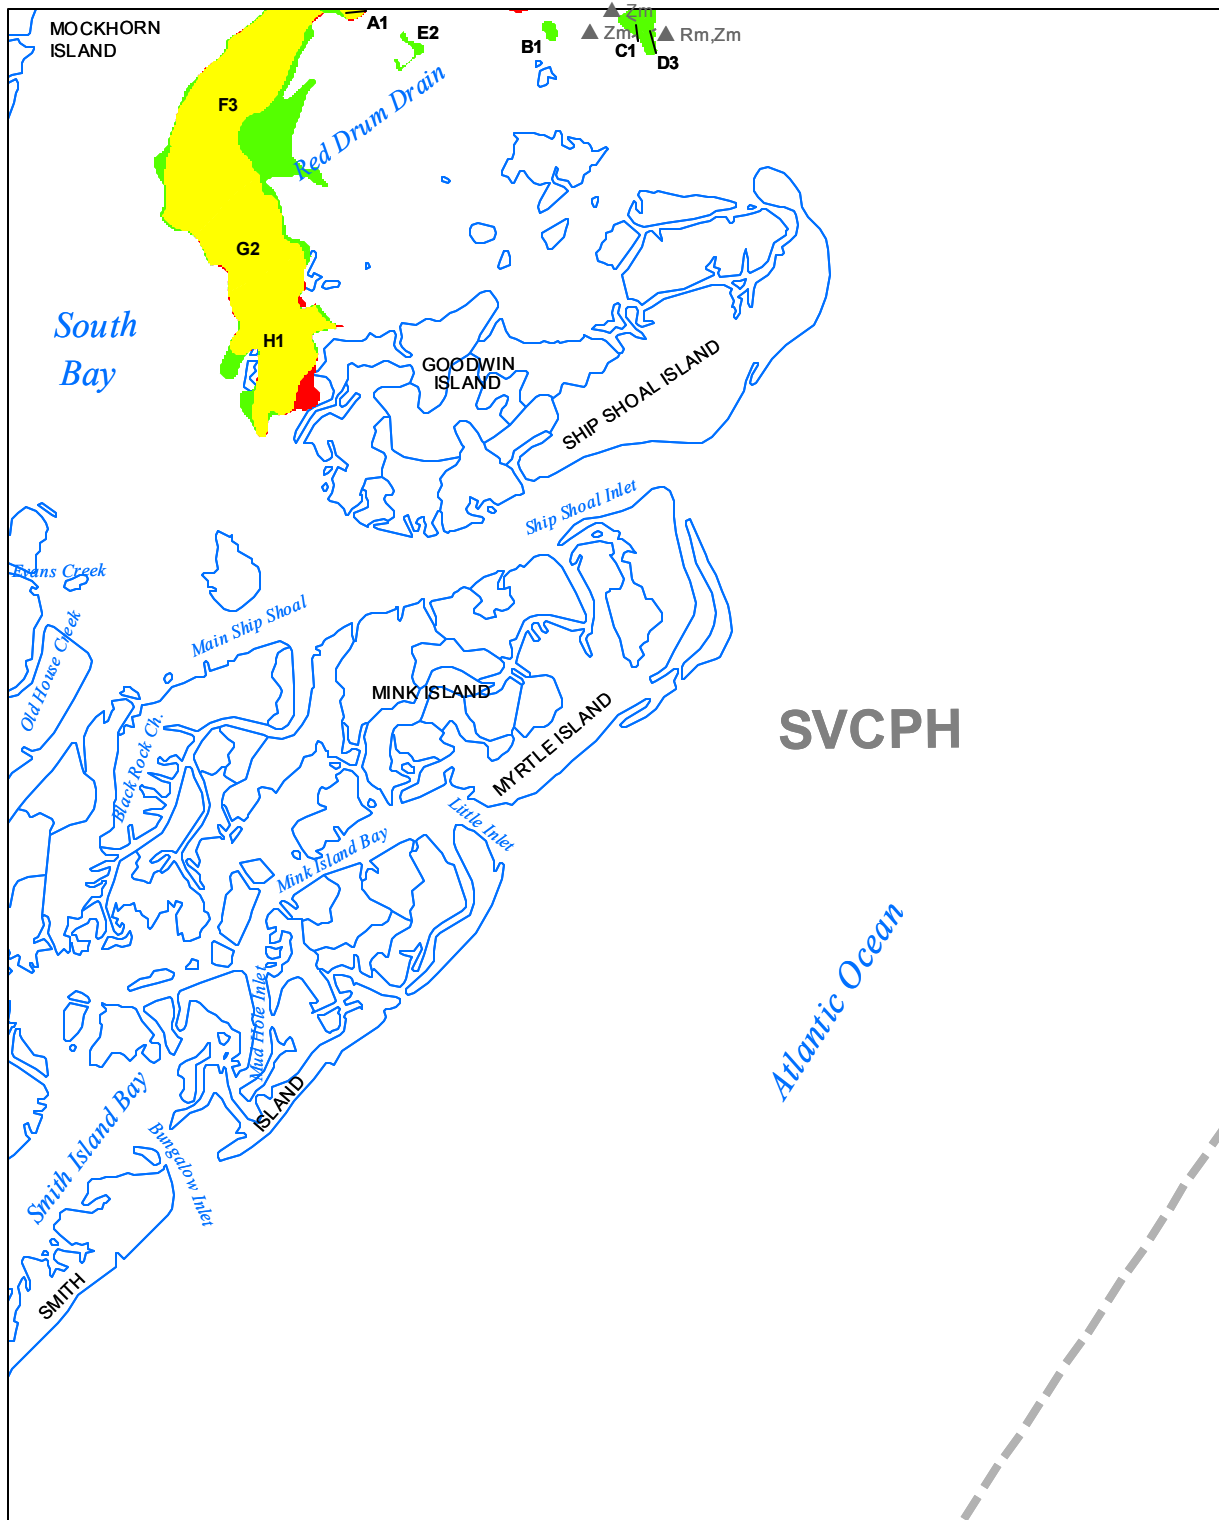 MOCKHORN
ISLAND
A1
E2
B1
Zm
Zm
C1
D3
Rm,Zm
F3
Red Drum Drain
G2
South
Bay
H1
GOODWIN
ISLAND
SHIP SHOAL ISLAND
Ship Shoal Inlet
Evans Creek
Main Ship Shoal
Old House Creek
MINK ISLAND
MYRTLE ISLAND
SVCPH
Black Rock Ch.
Little Inlet
Mink Island Bay
Atlantic Ocean
Mud Hole Inlet
ISLAND
Smith Island Bay
Bungalow Inlet
SMITH